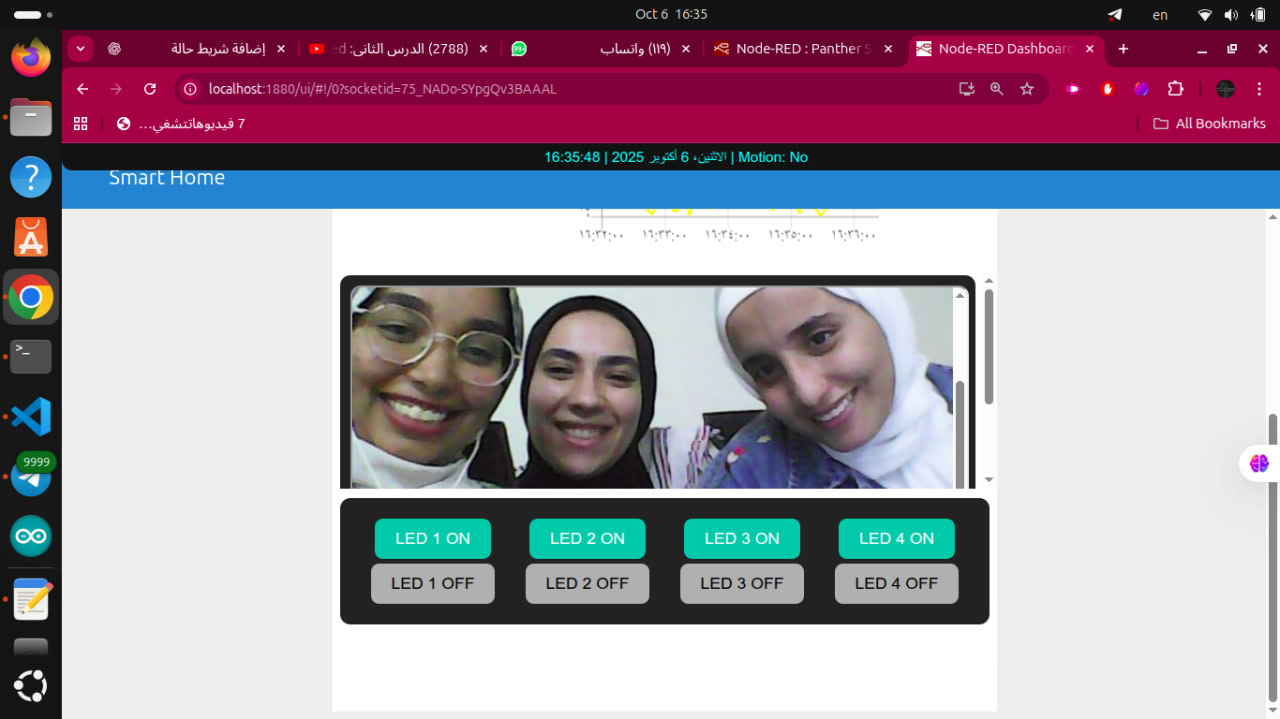 Oct 6 16:35
en
إضافة شريط حالة
(2788) الدرس الثانى: ed
(١١٩) واتساب
99+
Node-RED : Panther S
Node-RED Dashboard
localhost:1880/ui/#!/0?socketid=75_NADo-SYpgQv3BAAAL
7 فيديوهاتتشغي...
All Bookmarks
16:35:48 | الاثنين، 6 أكتوبر 2025 | Motion: No
Smart Home
١٦:٣٢:٠٠ ١٦:٣٣:٠٠ ١٦:٣٤:٠٠ ١٦:٣٥:٠٠ ١٦:٣٦:٠٠
9999
LED 1 ON LED 2 ON LED 3 ON LED 4 ON
LED 1 OFF LED 2 OFF LED 3 OFF LED 4 OFF